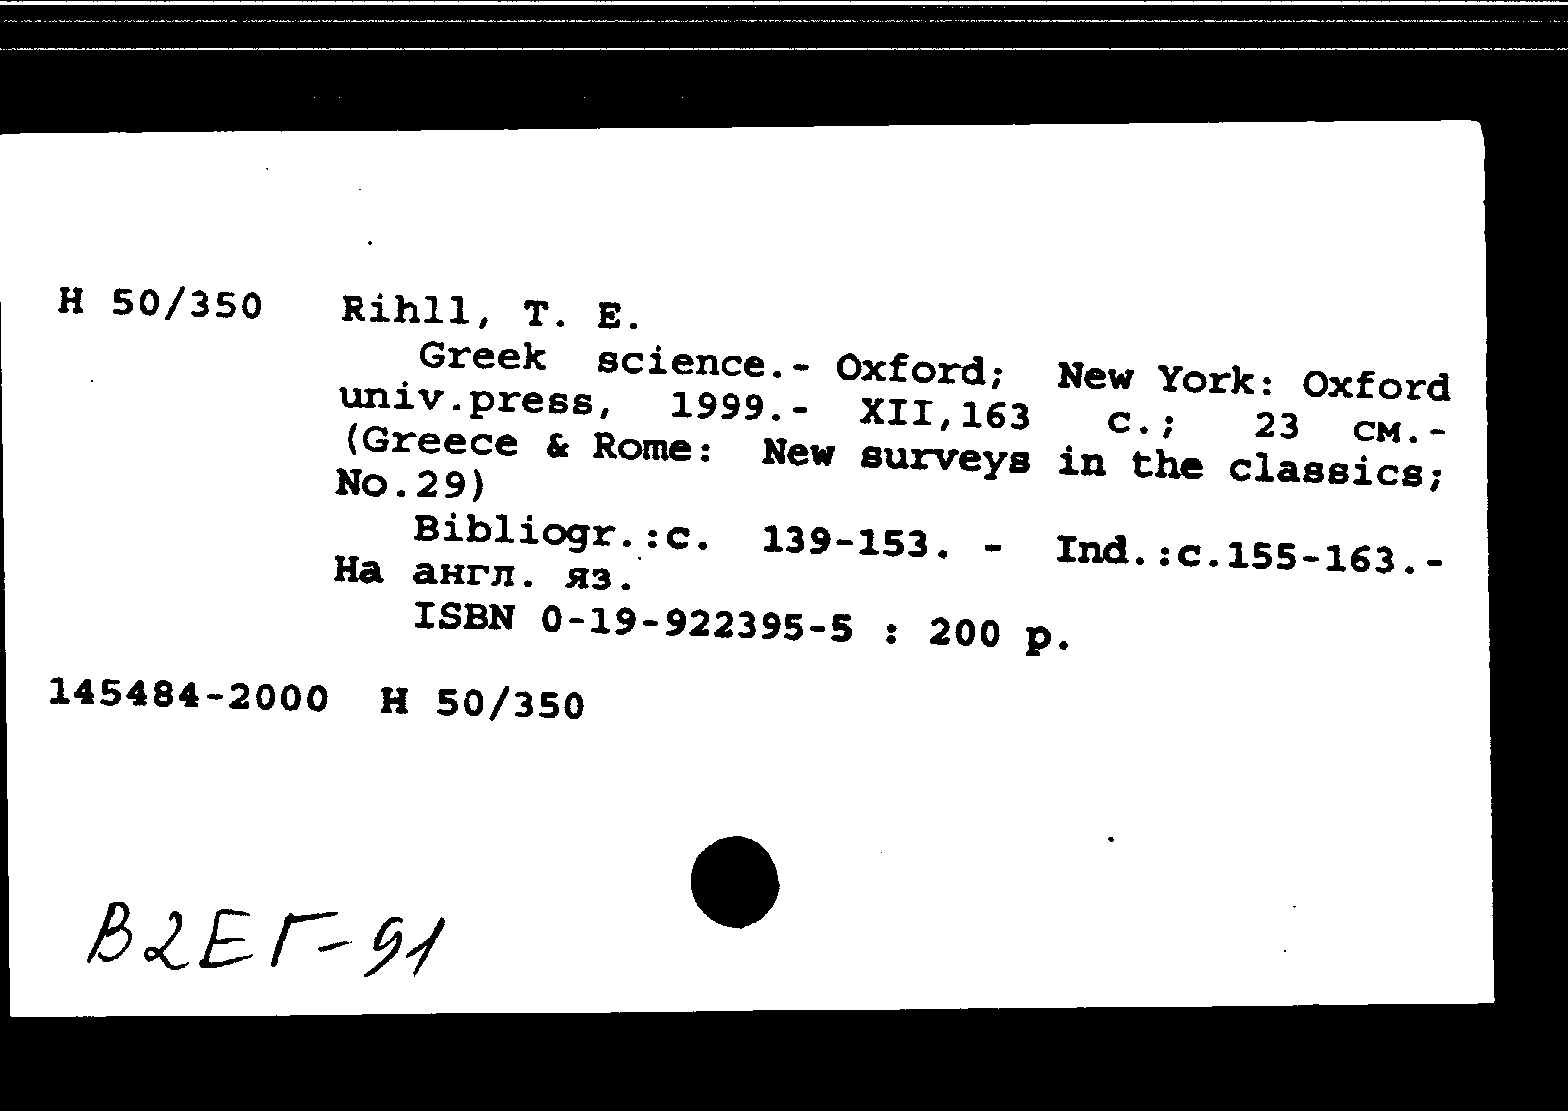 Н 50/350 Rihll, T. E.
Greek science.- Oxford; New York: Oxford
univ.press, 1999.- XII,163 с.; 23 см.-
(Greece & Rome: New surveys in the classics;
No.29)
Bibliogr.:с. 139-153. - Ind.:с.155-163.-
На англ. яз.
ISBN 0-19-922395-5 : 200 р.
145484-2000 Н 50/350
В2ЕГ-91